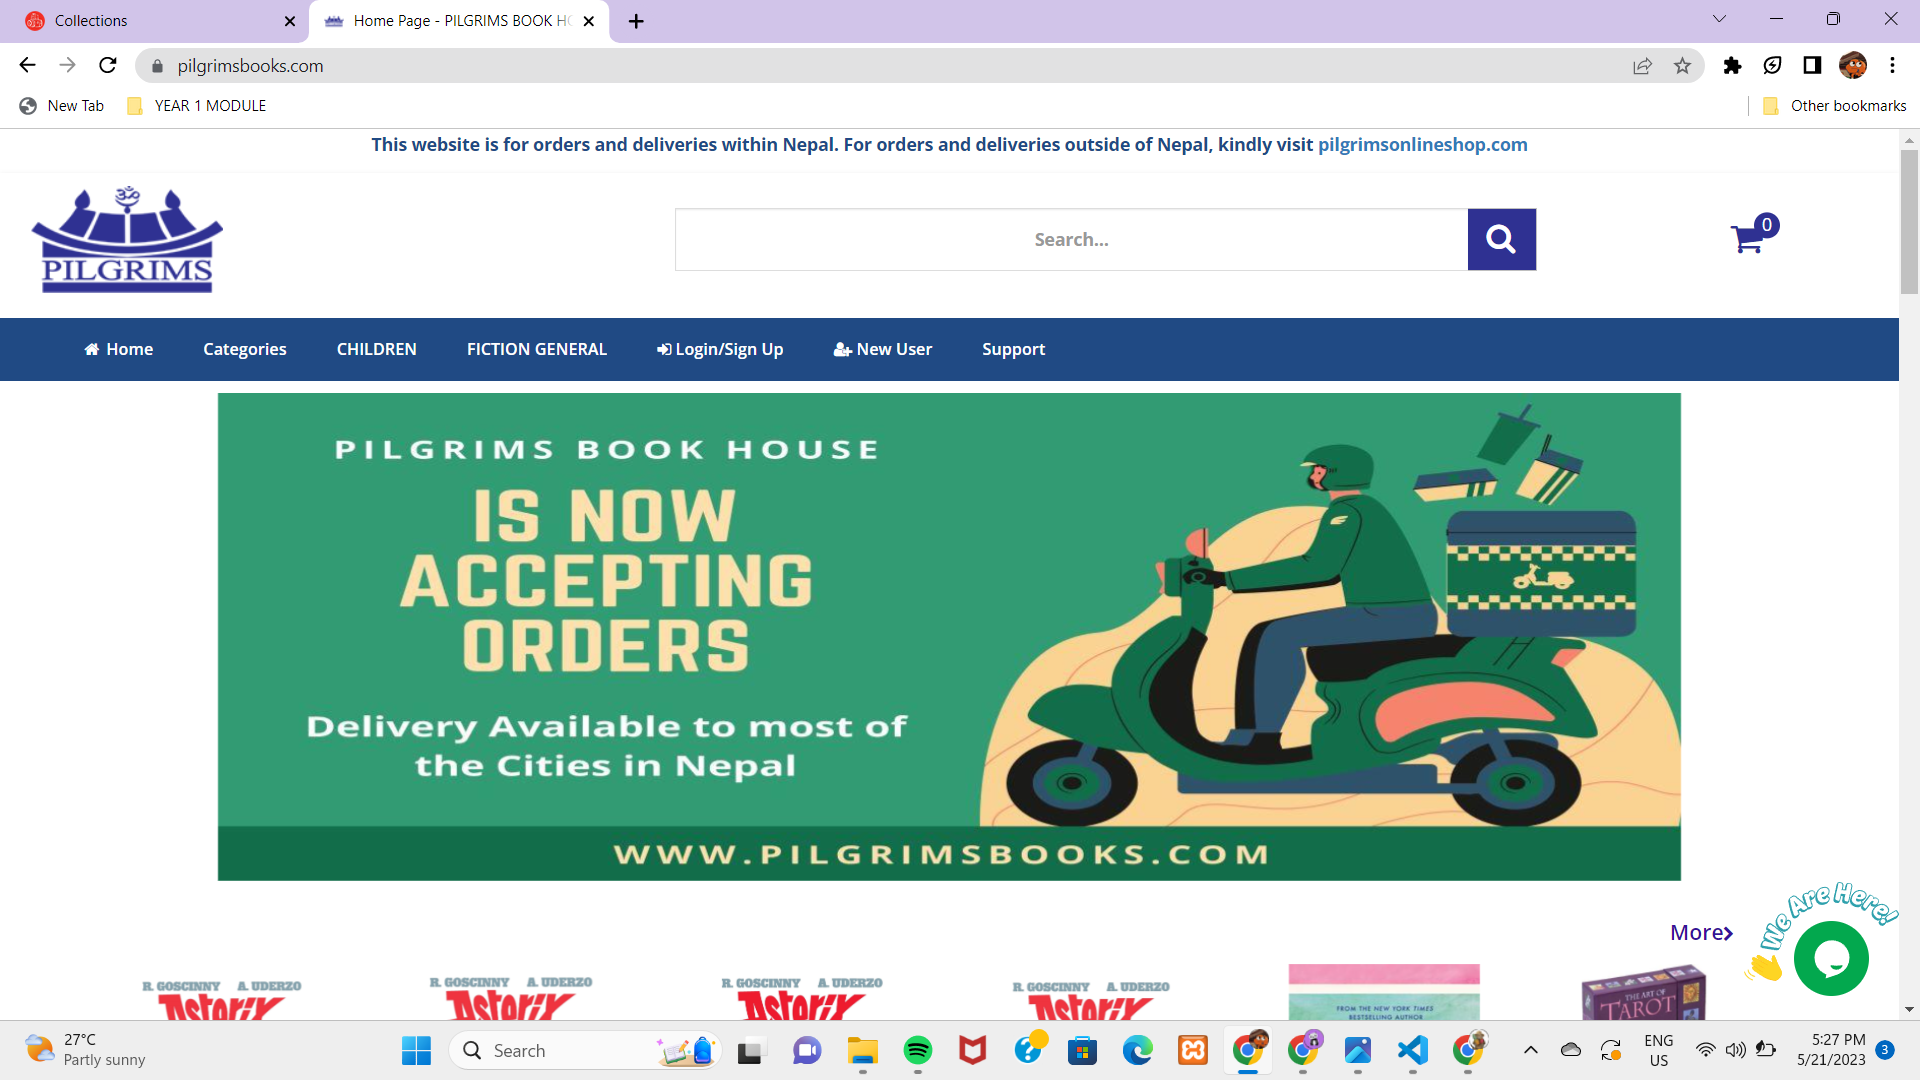 Collections
Home Page - PILGRIMS BOOK HO
pilgrimsbooks.com
New Tab
YEAR 1 MODULE
Other bookmarks
This website is for orders and deliveries within Nepal. For orders and deliveries outside of Nepal, kindly visit pilgrimsonlineshop.com
ॐ
PILGRIMS
Search...
0
Home
Categories
CHILDREN
FICTION GENERAL
Login/Sign Up
New User
Support
PILGRIMS BOOK HOUSE
IS NOW
ACCEPTING
ORDERS
Delivery Available to most of
the Cities in Nepal
WWW.PILGRIMSBOOKS.COM
More
We Are Here!
R. GOSCINNY A. UDERZO
Asterix
R. GOSCINNY A. UDERZO
Asterix
R. GOSCINNY A. UDERZO
Asterix
R. GOSCINNY A. UDERZO
Asterix
FROM THE NEW YORK TIMES
BESTSELLING AUTHOR
THE ART OF
TAROT
27°C
Partly sunny
Search
ENG
US
5:27 PM
5/21/2023
3